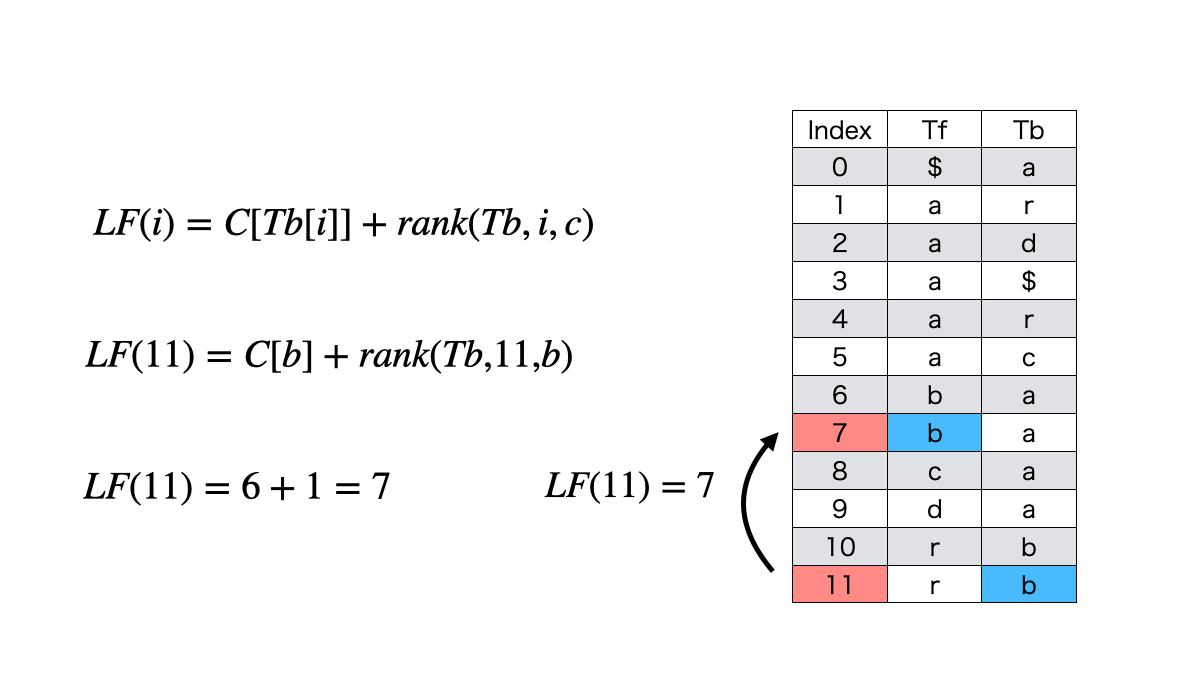 LF(i) = C[Tb[i]] + rank(Tb, i, c)
LF(11) = C[b] + rank(Tb,11,b)
LF(11) = 6 + 1 = 7
LF(11) = 7
Index Tf Tb
0 $ a
1 a r
2 a d
3 a $
4 a r
5 a c
6 b a
7 b a
8 c a
9 d a
10 r b
11 r b